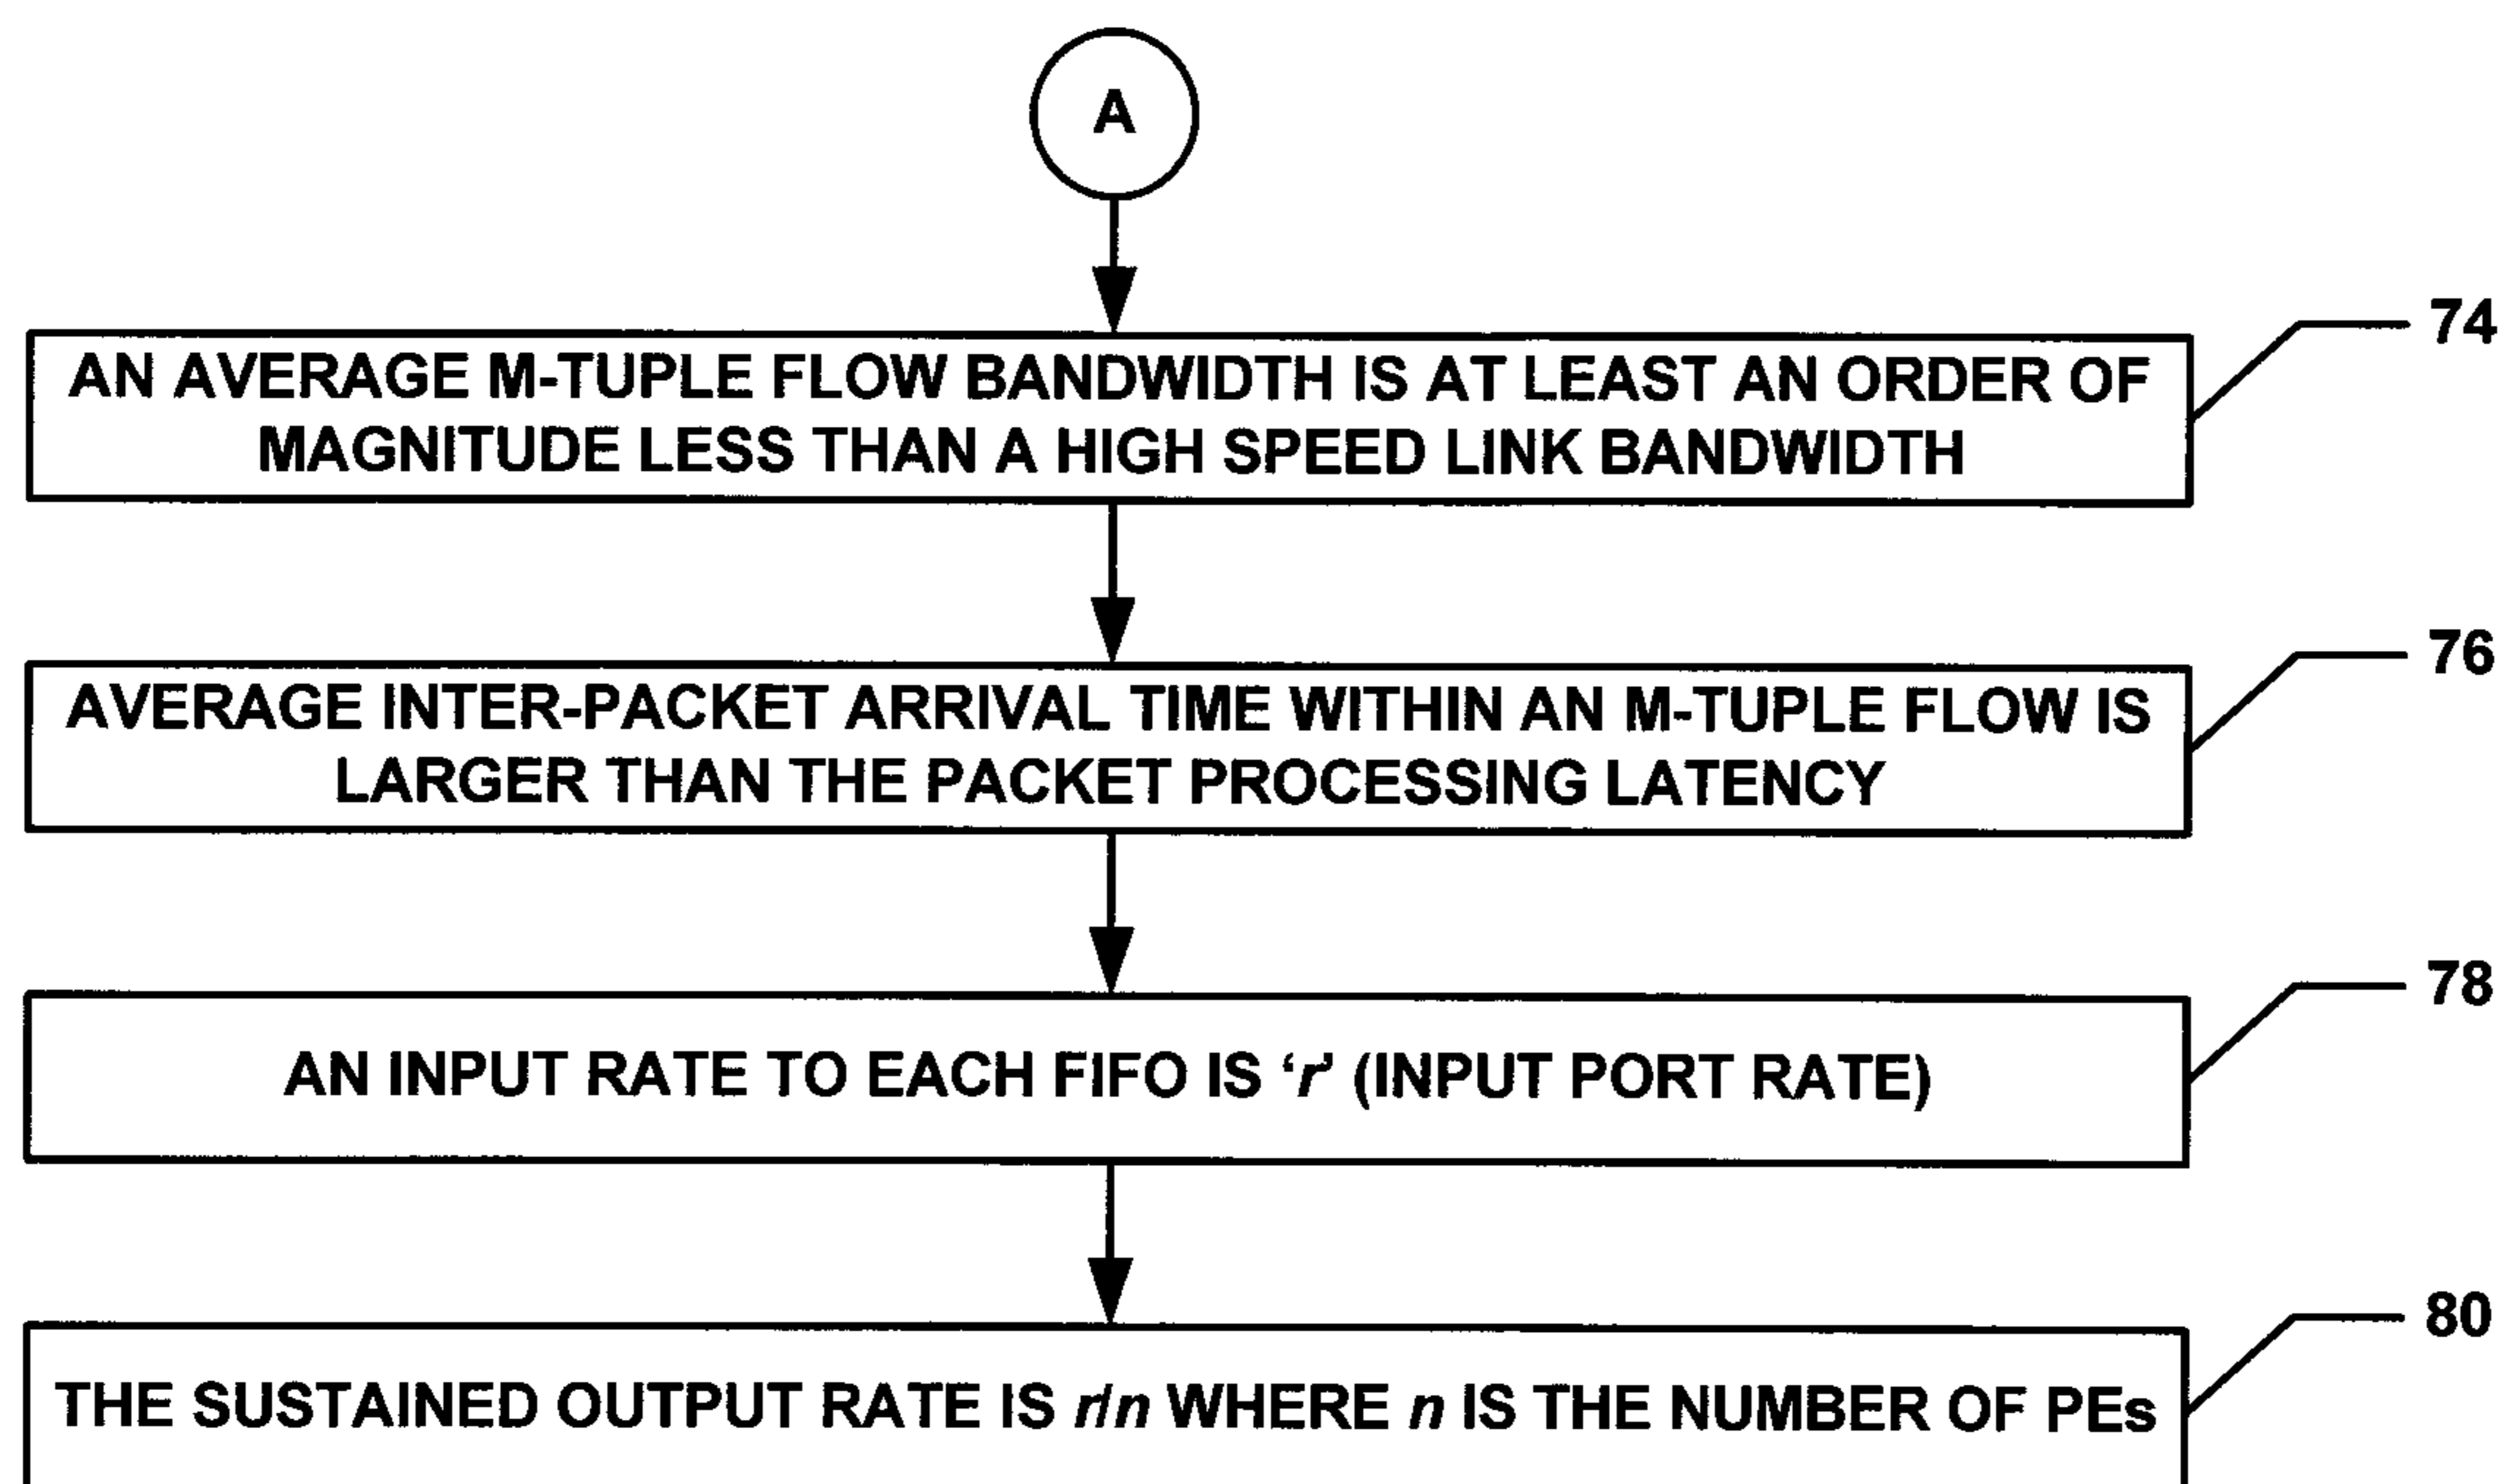 A
74
AN AVERAGE M-TUPLE FLOW BANDWIDTH IS AT LEAST AN ORDER OF
MAGNITUDE LESS THAN A HIGH SPEED LINK BANDWIDTH
76
AVERAGE INTER-PACKET ARRIVAL TIME WITHIN AN M-TUPLE FLOW IS
LARGER THAN THE PACKET PROCESSING LATENCY
78
AN INPUT RATE TO EACH FIFO IS ‘r’ (INPUT PORT RATE)
80
THE SUSTAINED OUTPUT RATE IS r/n WHERE n IS THE NUMBER OF PEs